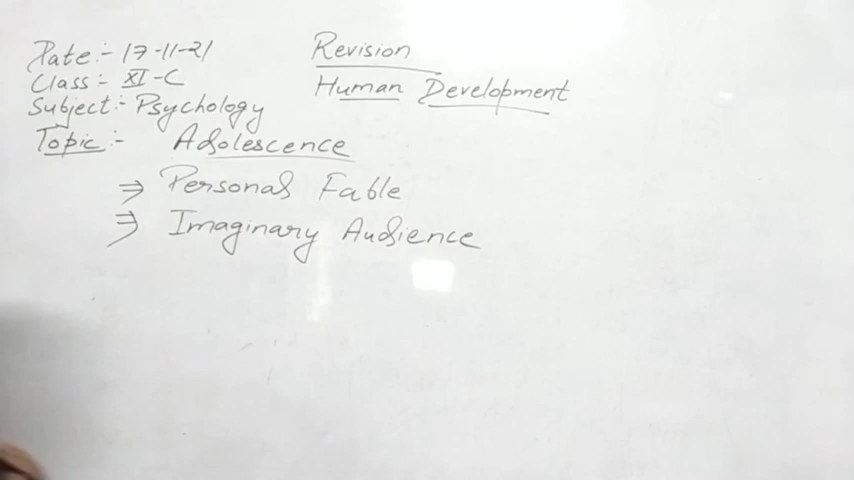 Date:- 17-11-21
Class:- XI-C
Subject:- Psychology
Revision
Human Development
Topic:- Adolescence
⇒ Personal Fable
⇒ Imaginary Audience